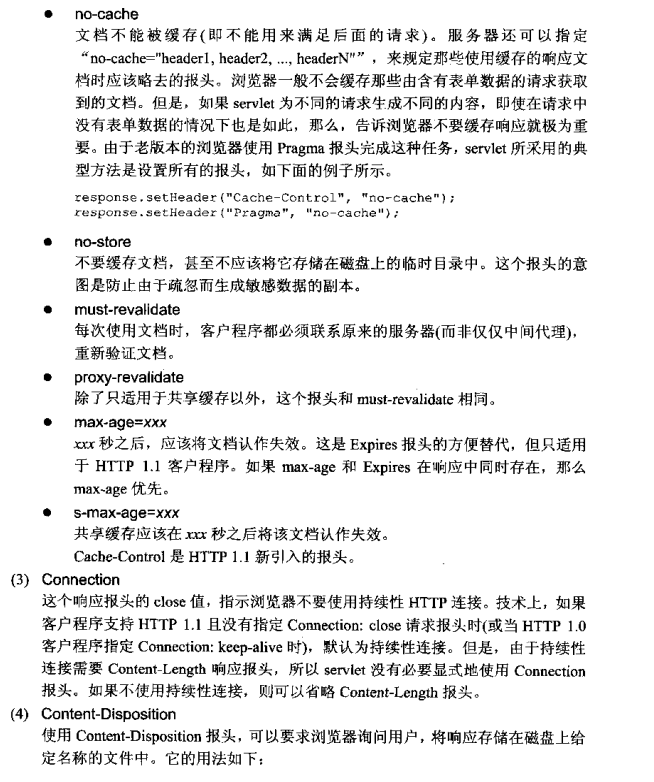 ● no-cache
文档不能被缓存(即不能用来满足后面的请求)。服务器还可以指定
“no-cache="header1, header2, ..., headerN"”，来规定那些使用缓存的响应文
档时应该略去的报头。浏览器一般不会缓存那些由含有表单数据的请求获取
到的文档。但是，如果 servlet 为不同的请求生成不同的内容，即使在请求中
没有表单数据的情况下也是如此，那么，告诉浏览器不要缓存响应就极为重
要。由于老版本的浏览器使用 Pragma 报头完成这种任务，servlet 所采用的典
型方法是设置所有的报头，如下面的例子所示。
response.setHeader("Cache-Control", "no-cache");
response.setHeader("Pragma", "no-cache");
● no-store
不要缓存文档，甚至不应该将它存储在磁盘上的临时目录中。这个报头的意
图是防止由于疏忽而生成敏感数据的副本。
● must-revalidate
每次使用文档时，客户程序都必须联系原来的服务器(而非仅仅中间代理)，
重新验证文档。
● proxy-revalidate
除了只适用于共享缓存以外，这个报头和 must-revalidate 相同。
● max-age=xxx
xxx 秒之后，应该将文档认作失效。这是 Expires 报头的方便替代，但只适用
于 HTTP 1.1 客户程序。如果 max-age 和 Expires 在响应中同时存在，那么
max-age 优先。
● s-max-age=xxx
共享缓存应该在 xxx 秒之后将该文档认作失效。
Cache-Control 是 HTTP 1.1 新引入的报头。
(3) Connection
这个响应报头的 close 值，指示浏览器不要使用持续性 HTTP 连接。技术上，如果
客户程序支持 HTTP 1.1 且没有指定 Connection: close 请求报头时(或当 HTTP 1.0
客户程序指定 Connection: keep-alive 时)，默认为持续性连接。但是，由于持续性
连接需要 Content-Length 响应报头，所以 servlet 没有必要显式地使用 Connection
报头。如果不使用持续性连接，则可以省略 Content-Length 报头。
(4) Content-Disposition
使用 Content-Disposition 报头，可以要求浏览器询问用户，将响应存储在磁盘上给
定名称的文件中。它的用法如下：